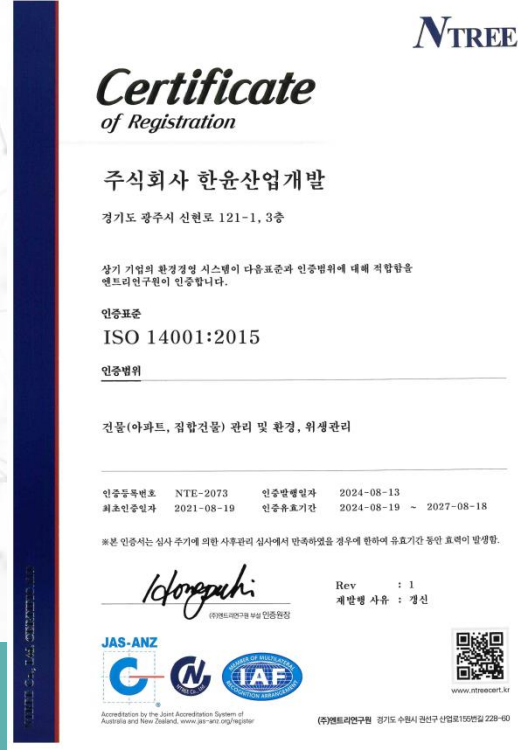 NTREE
Certificate
of Registration
주식회사 한윤산업개발
경기도 광주시 신현로 121-1, 3층
상기 기업의 환경경영 시스템이 다음표준과 인증범위에 대해 적합함을
엔트리연구원이 인증합니다.
인증표준
ISO 14001:2015
인증범위
건물(아파트, 집합건물) 관리 및 환경, 위생관리
인증등록번호 NTE-2073 인증발행일자 2024-08-13
최초인증일자 2021-08-19 인증유효기간 2024-08-19 ~ 2027-08-18
※본 인증서는 심사 주기에 의한 사후관리 심사에서 만족하였을 경우에 한하여 유효기간 동안 효력이 발생함.
(주)엔트리연구원 부설 인증원장
Rev : 1
재발행 사유 : 갱신
JAS-ANZ
NTREE Co., Ltd.
MEMBER OF MULTILATERAL
IAF
RECOGNITION ARRANGEMENT
www.ntreecert.kr
Accreditation by the Joint Accreditation System of
Australia and New Zealand, www.jas-anz.org/register
(주)엔트리연구원 경기도 수원시 권선구 산업로155번길 228-60